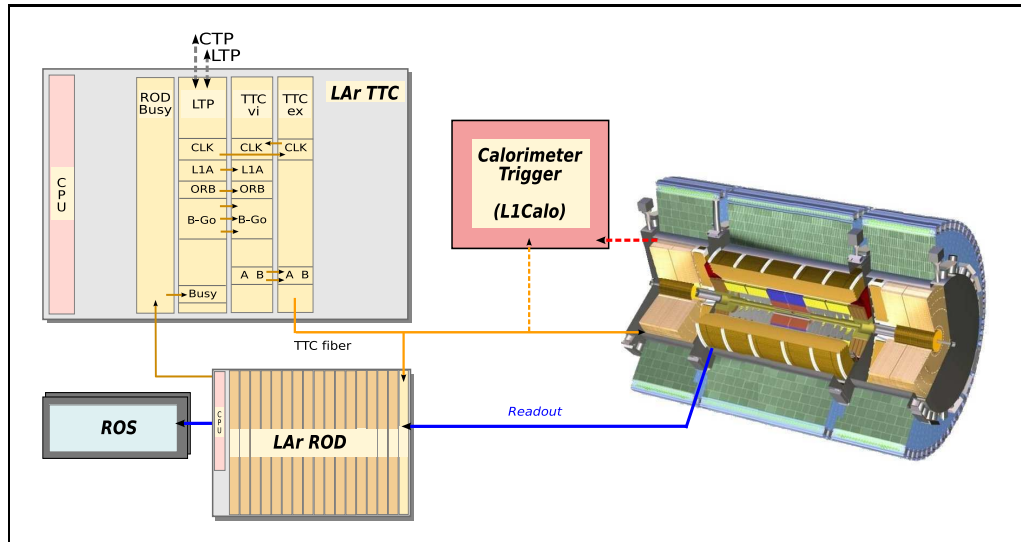 CTP
LTP
LAr TTC
ROD
Busy
LTP
TTC
vi
TTC
ex
CLK
CLK
CLK
L1A
L1A
ORB
ORB
B-Go
B-Go
A B
A B
Busy
C
P
U
Calorimeter
Trigger
(L1Calo)
TTC fiber
Readout
ROS
C
P
U
LAr ROD